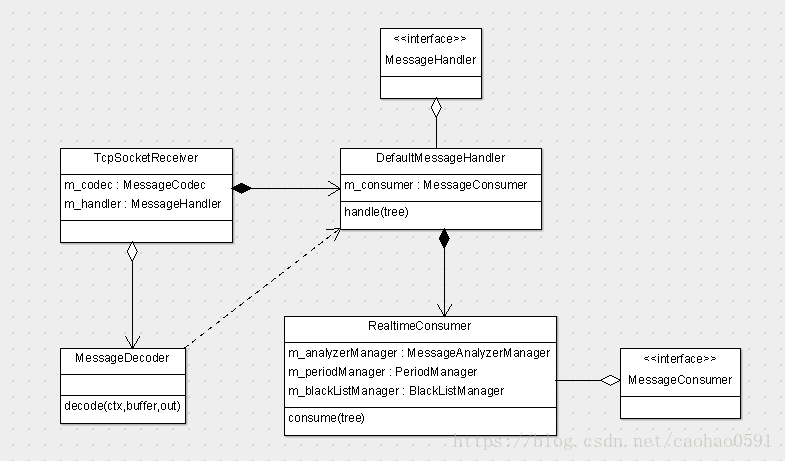 <<interface>>
MessageHandler
TcpSocketReceiver
m_codec : MessageCodec
m_handler : MessageHandler
DefaultMessageHandler
m_consumer : MessageConsumer
handle(tree)
MessageDecoder
decode(ctx,buffer,out)
RealtimeConsumer
m_analyzerManager : MessageAnalyzerManager
m_periodManager : PeriodManager
m_blackListManager : BlackListManager
consume(tree)
<<interface>>
MessageConsumer
https://blog.csdn.net/caohao0591